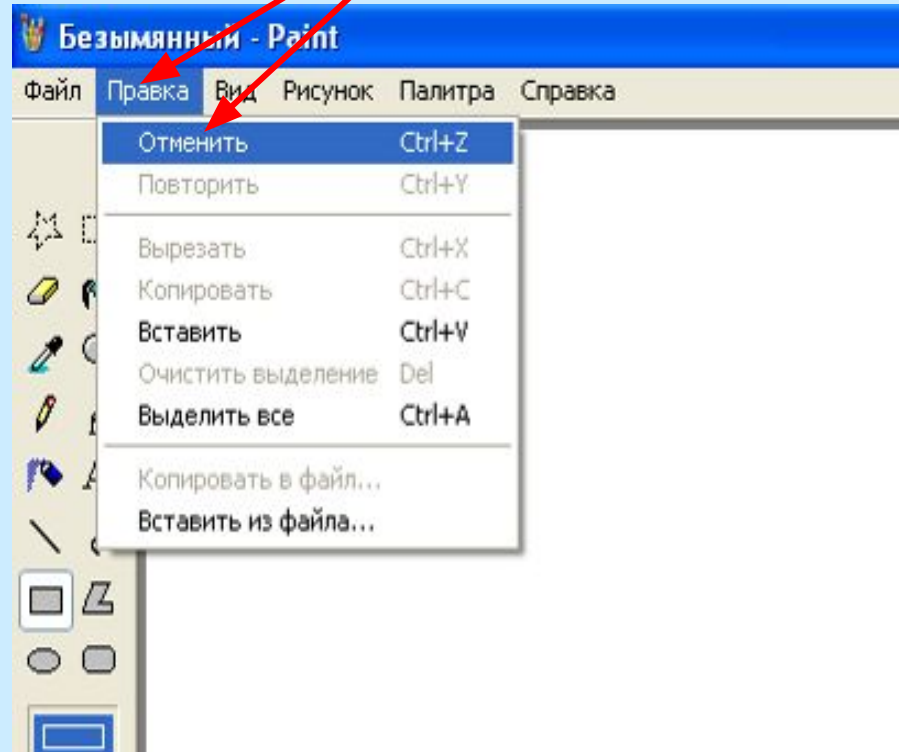 Безымянный - Paint
Файл Правка Вид Рисунок Палитра Справка
Отменить Ctrl+Z
Повторить Ctrl+Y
Вырезать Ctrl+X
Копировать Ctrl+C
Вставить Ctrl+V
Очистить выделение Del
Выделить все Ctrl+A
Копировать в файл...
Вставить из файла...